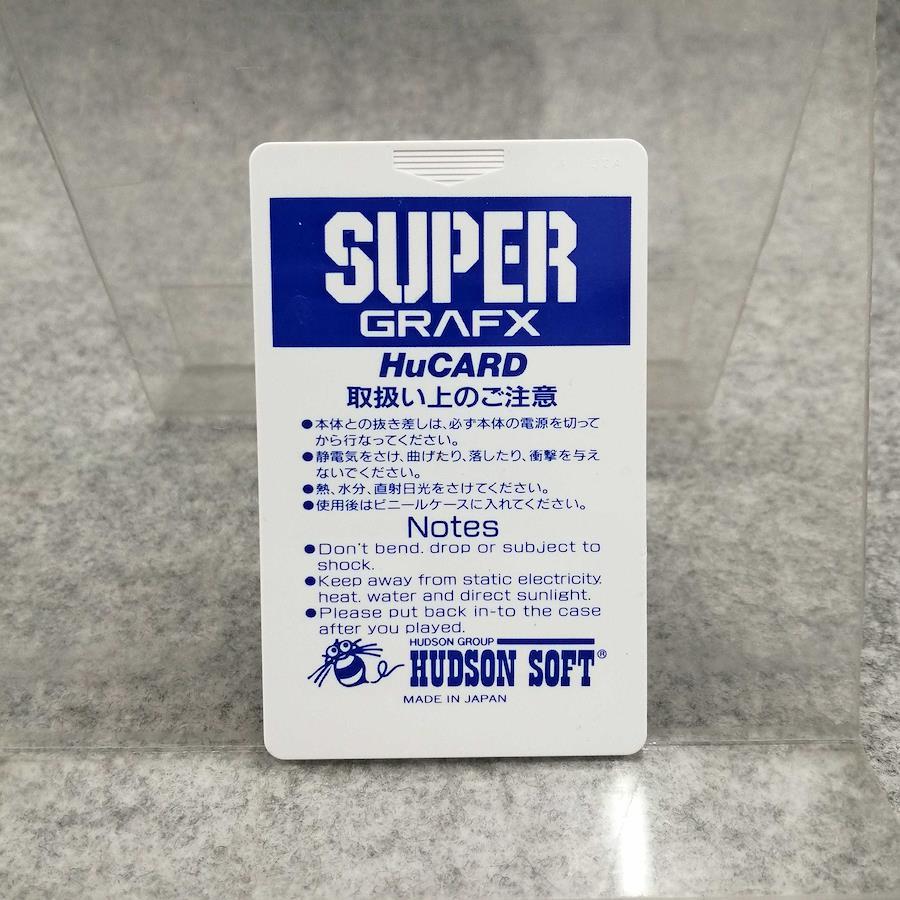 SUPER
GRAFX
HuCARD
取扱い上のご注意
●本体との抜き差しは、必ず本体の電源を切って
から行なってください。
●静電気をさけ、曲げたり、落したり、衝撃を与え
ないでください。
●熱、水分、直射日光をさけてください。
●使用後はビニールケースに入れてください。
Notes
●Don't bend. drop or subject to
shock.
●Keep away from static electricity.
heat. water and direct sunlight.
●Please put back in-to the case
after you played.
HUDSON GROUP
HUDSON SOFT®
MADE IN JAPAN